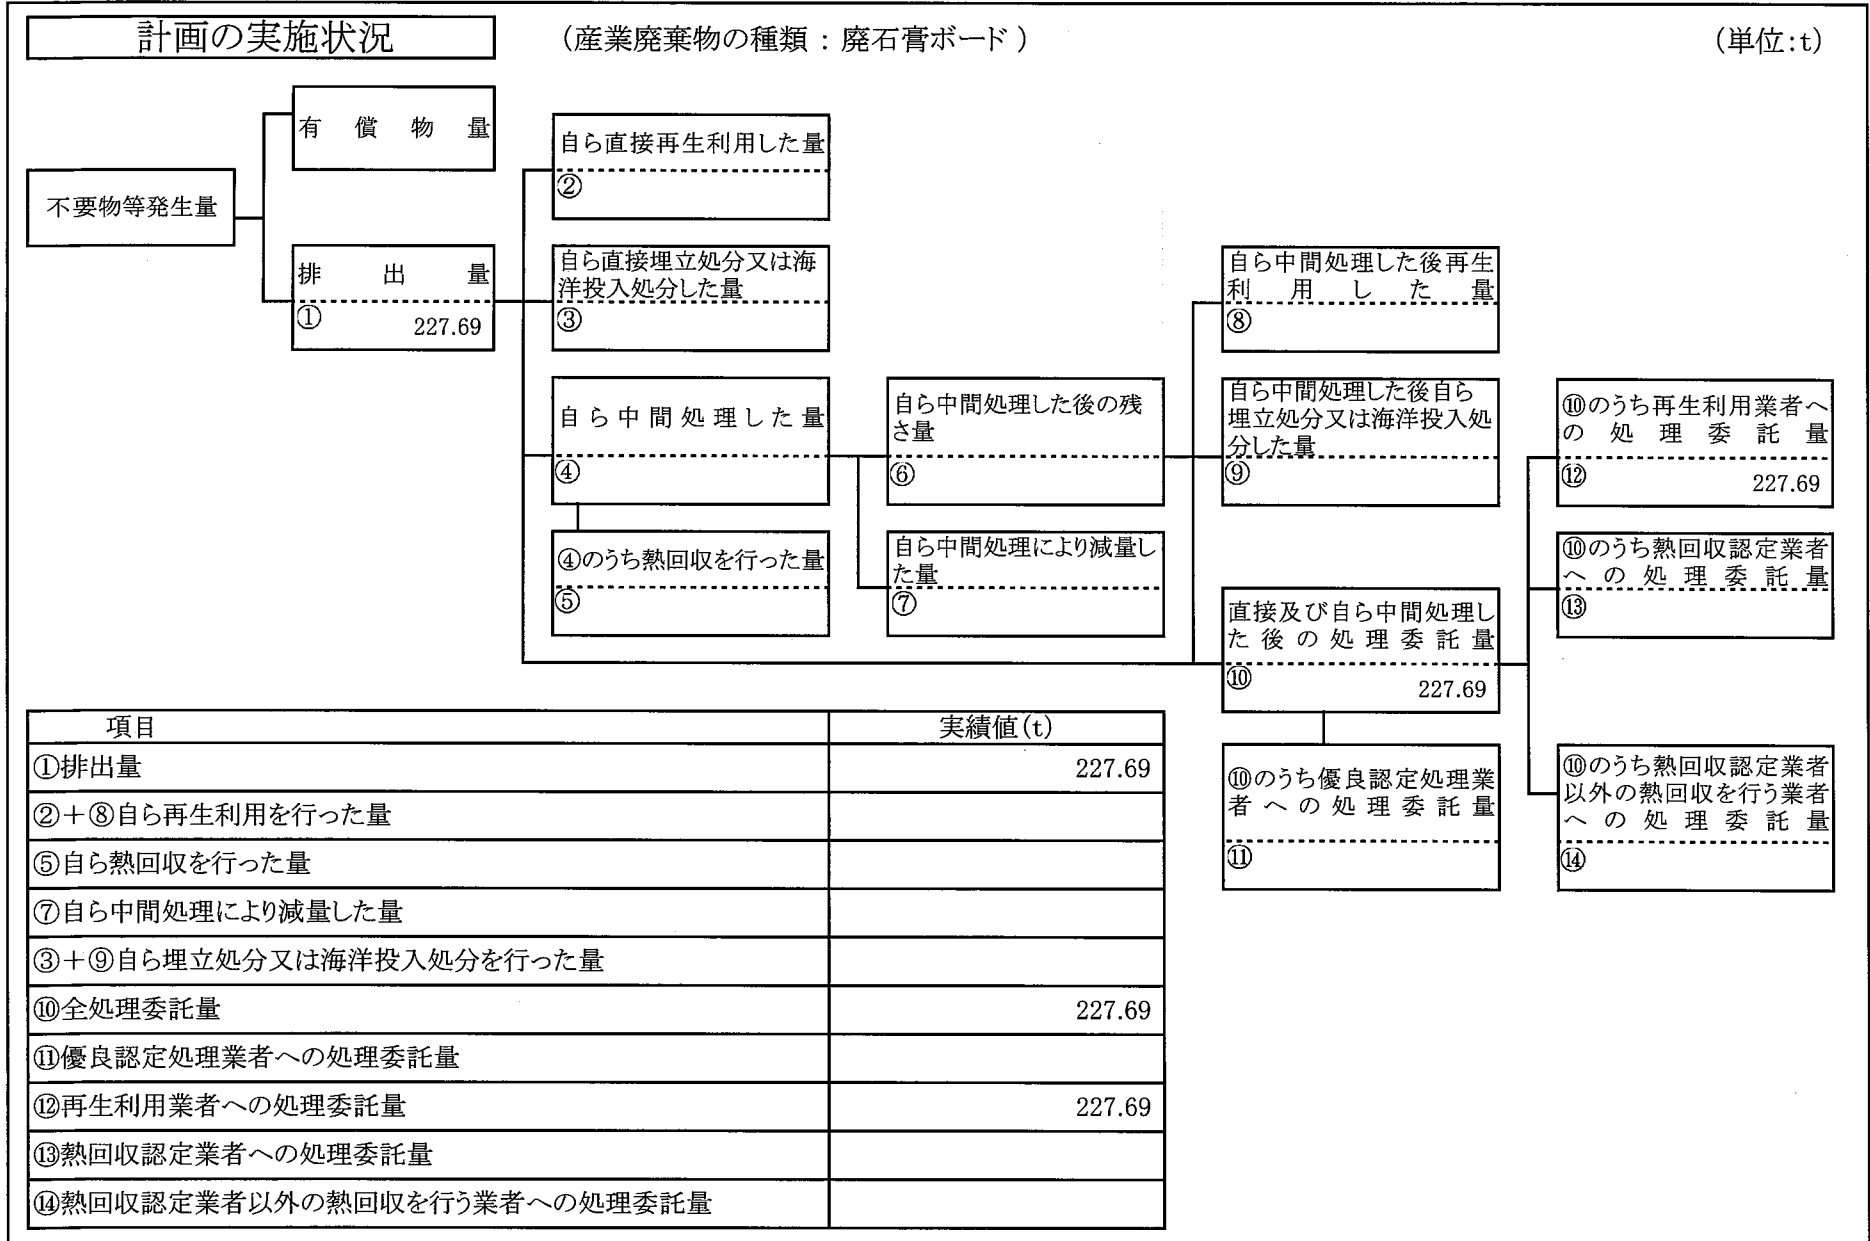 計画の実施状況
(産業廃棄物の種類：廃石膏ボード)
(単位:t)
有償物量
不要物等発生量
排出量
①
227.69
自ら直接再生利用した量
②
自ら直接埋立処分又は海
洋投入処分した量
③
自ら中間処理した量
④
④のうち熱回収を行った量
⑤
自ら中間処理した後の残
さ量
⑥
自ら中間処理により減量し
た量
⑦
自ら中間処理した後再生
利用した量
⑧
自ら中間処理した後自ら
埋立処分又は海洋投入処
分した量
⑨
直接及び自ら中間処理し
た後の処理委託量
⑩
227.69
⑩のうち優良認定処理業
者への処理委託量
⑪
⑩のうち再生利用業者へ
の処理委託量
⑫
227.69
⑩のうち熱回収認定業者
への処理委託量
⑬
⑩のうち熱回収認定業者
以外の熱回収を行う業者
への処理委託量
⑭
項目 実績値(t)
①排出量 227.69
②＋⑧自ら再生利用を行った量
⑤自ら熱回収を行った量
⑦自ら中間処理により減量した量
③＋⑨自ら埋立処分又は海洋投入処分を行った量
⑩全処理委託量 227.69
⑪優良認定処理業者への処理委託量
⑫再生利用業者への処理委託量 227.69
⑬熱回収認定業者への処理委託量
⑭熱回収認定業者以外の熱回収を行う業者への処理委託量